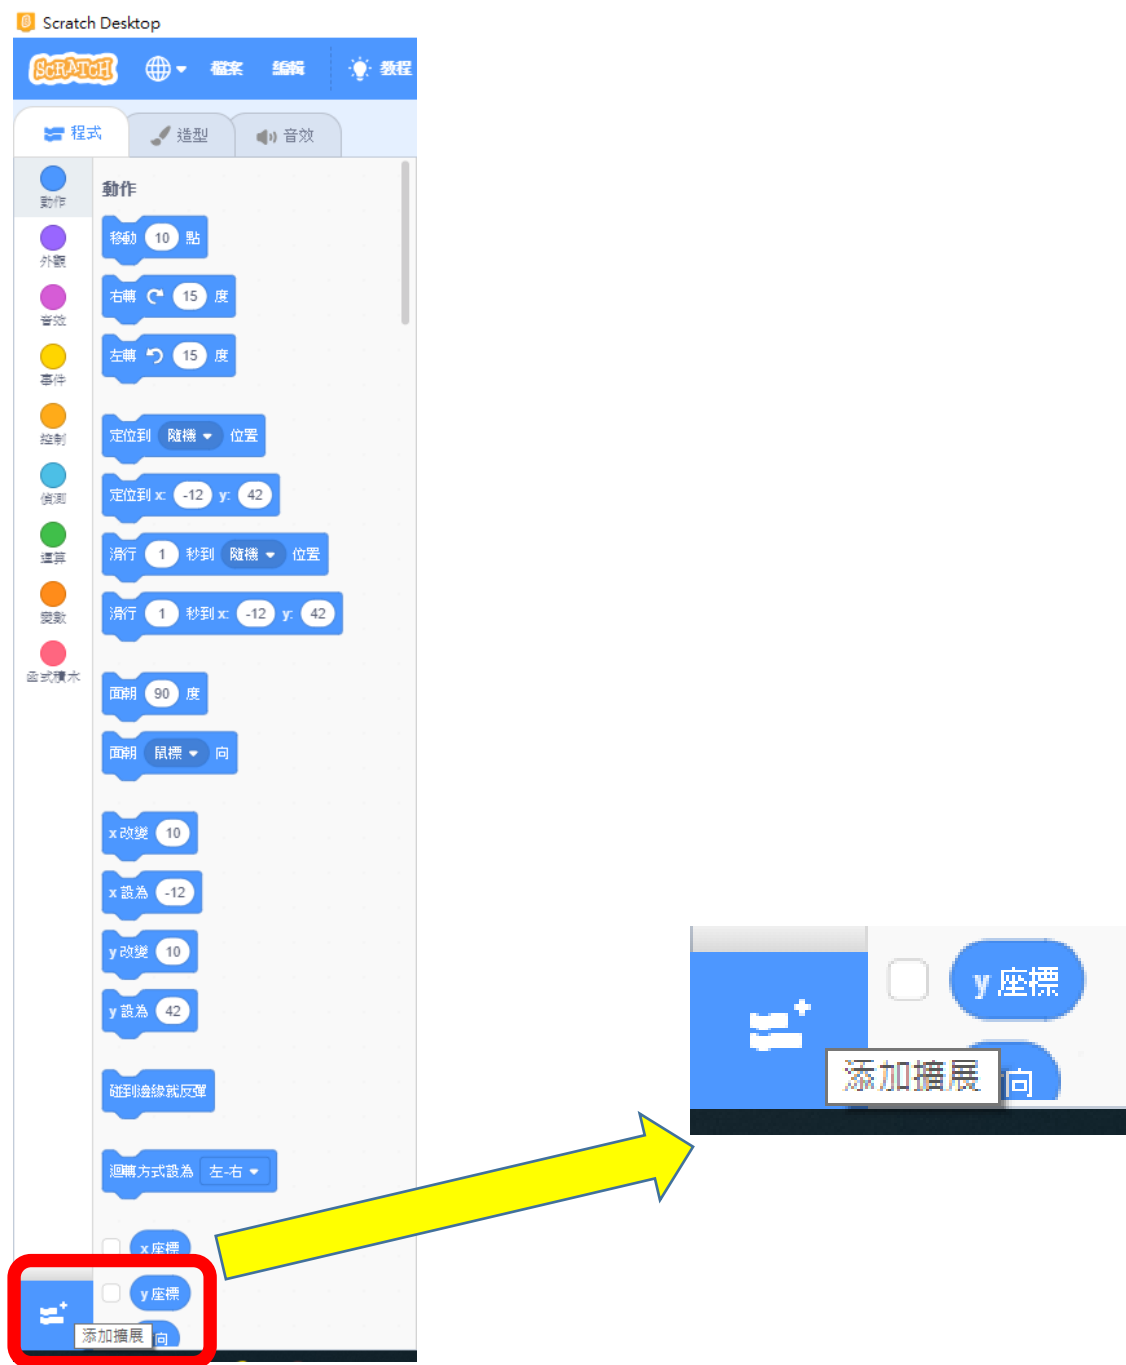 Scratch Desktop
SCRATCH 檔案 編輯 教程
程式 造型 音效
動作
外觀
音效
事件
控制
偵測
運算
變數
函式積木
動作
移動 10 點
右轉 15 度
左轉 15 度
定位到 隨機 位置
定位到 x: -12 y: 42
滑行 1 秒到 隨機 位置
滑行 1 秒到 x: -12 y: 42
面朝 90 度
面朝 鼠標 向
x 改變 10
x 設為 -12
y 改變 10
y 設為 42
碰到邊緣就反彈
迴轉方式設為 左-右
x 座標
y 座標
添加擴展 向
y 座標
添加擴展 向